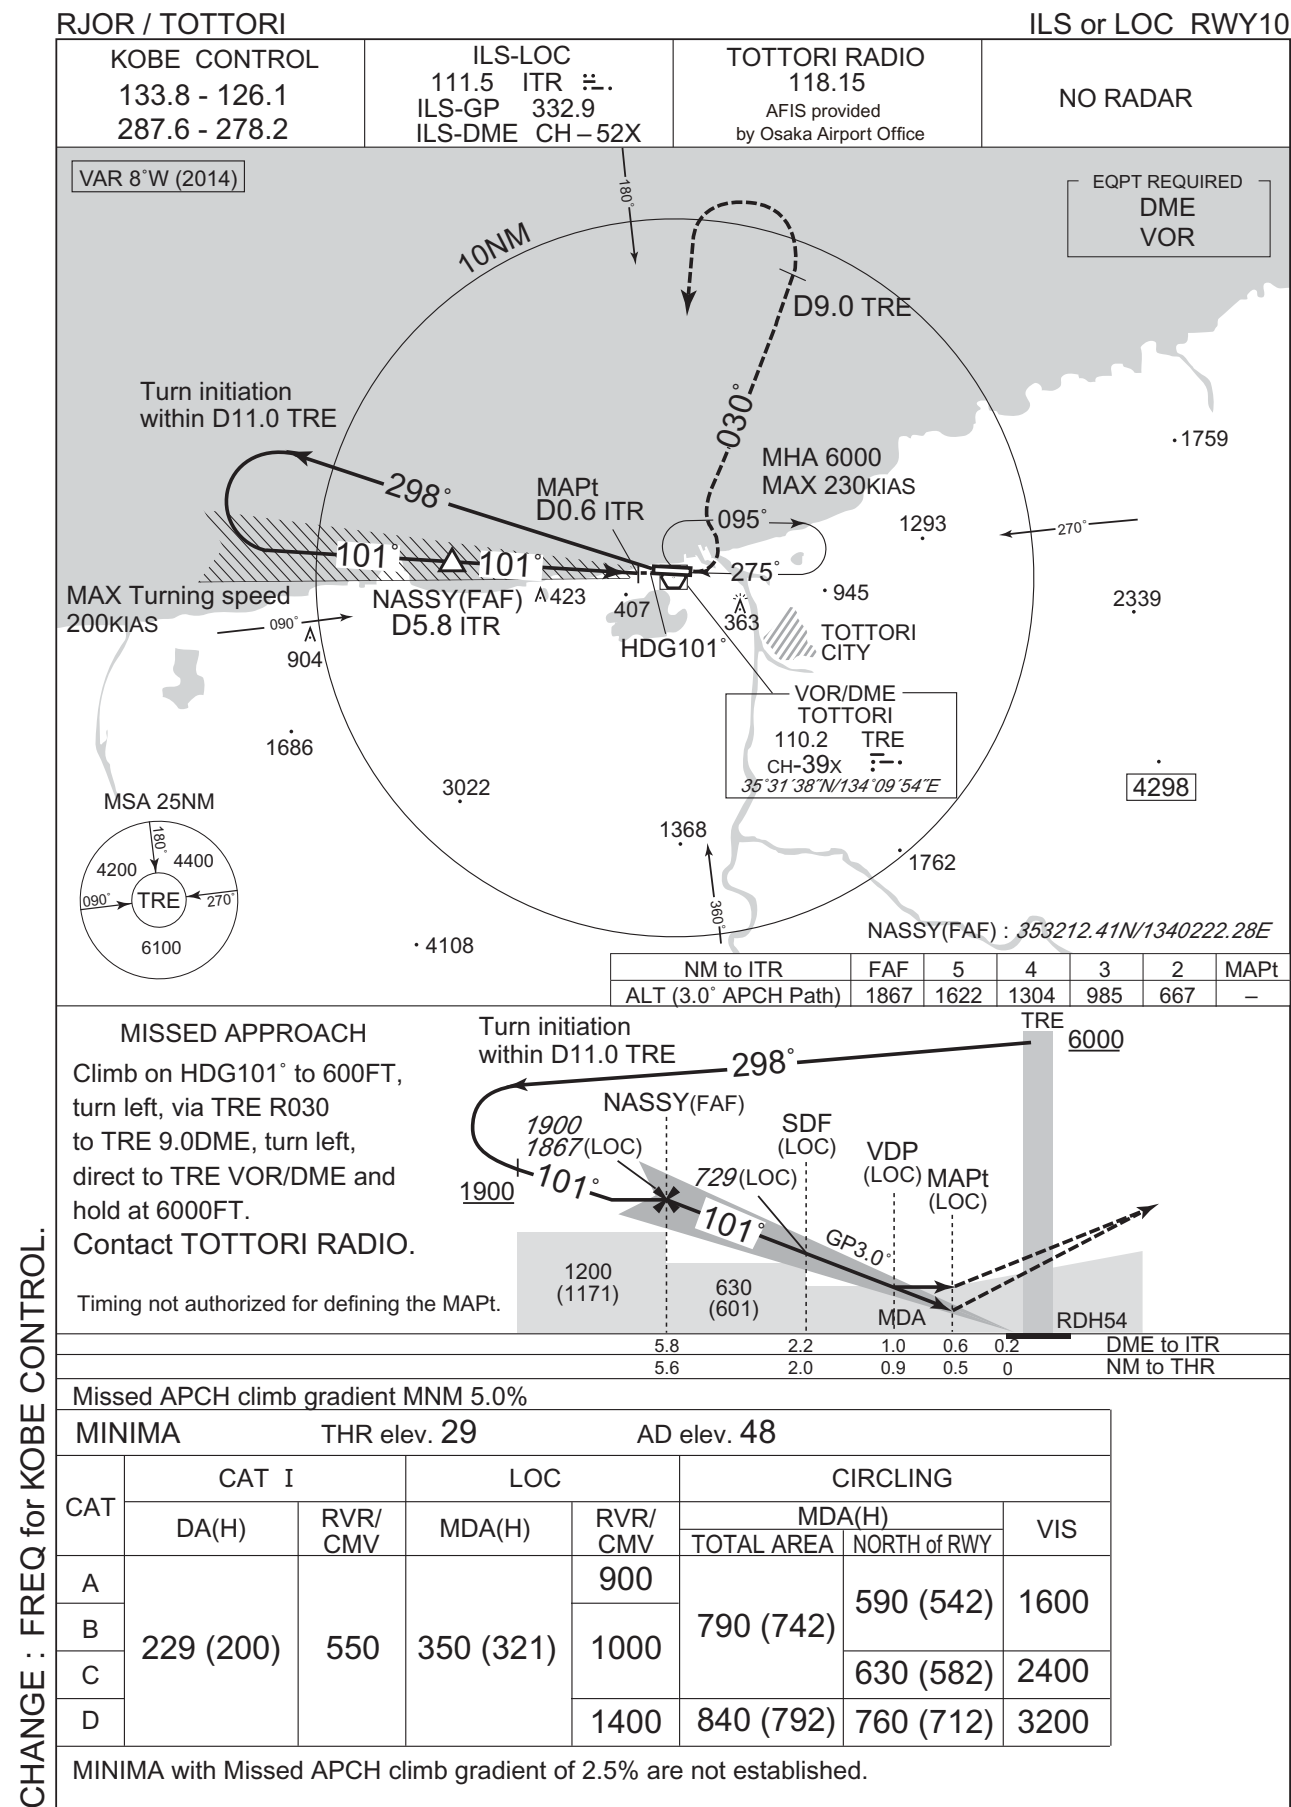 RJOR / TOTTORI
ILS or LOC RWY10
KOBE CONTROL
133.8 - 126.1
287.6 - 278.2
ILS-LOC
111.5 ITR
ILS-GP 332.9
ILS-DME CH – 52X
TOTTORI RADIO
118.15
AFIS provided
by Osaka Airport Office
NO RADAR
VAR 8°W (2014)
EQPT REQUIRED
DME
VOR
180°
10NM
D9.0 TRE
Turn initiation
within D11.0 TRE
030°
1759
MHA 6000
MAX 230KIAS
298°
MAPt
D0.6 ITR
095°
1293
270°
101°
101°
275°
MAX Turning speed
200KIAS
NASSY(FAF)
D5.8 ITR
423
407
363
945
2339
090°
904
HDG101°
TOTTORI
CITY
VOR/DME
TOTTORI
110.2 TRE
CH-39X
35°31′38″N/134°09′54″E
1686
3022
4298
MSA 25NM
180°
4200
4400
090°
TRE
270°
6100
1368
1762
360°
4108
NASSY(FAF) : 353212.41N/1340222.28E
NM to ITR FAF 5 4 3 2 MAPt
ALT (3.0° APCH Path) 1867 1622 1304 985 667 –
MISSED APPROACH
Climb on HDG101° to 600FT,
turn left, via TRE R030
to TRE 9.0DME, turn left,
direct to TRE VOR/DME and
hold at 6000FT.
Contact TOTTORI RADIO.
Timing not authorized for defining the MAPt.
Turn initiation
within D11.0 TRE
TRE
6000
298°
NASSY(FAF)
1900
1867(LOC)
SDF
(LOC)
VDP
(LOC)
MAPt
(LOC)
729(LOC)
1900
101°
101°
GP3.0°
1200
(1171)
630
(601)
MDA
RDH54
5.8 2.2 1.0 0.6 0.2 DME to ITR
5.6 2.0 0.9 0.5 0 NM to THR
Missed APCH climb gradient MNM 5.0%
MINIMA THR elev. 29 AD elev. 48
CAT
CAT I
LOC
CIRCLING
DA(H)
RVR/
CMV
MDA(H)
RVR/
CMV
MDA(H)
TOTAL AREA
NORTH of RWY
VIS
A
B
C
D
229 (200)
550
350 (321)
900
1000
1400
790 (742)
840 (792)
590 (542)
630 (582)
760 (712)
1600
2400
3200
MINIMA with Missed APCH climb gradient of 2.5% are not established.
CHANGE : FREQ for KOBE CONTROL.